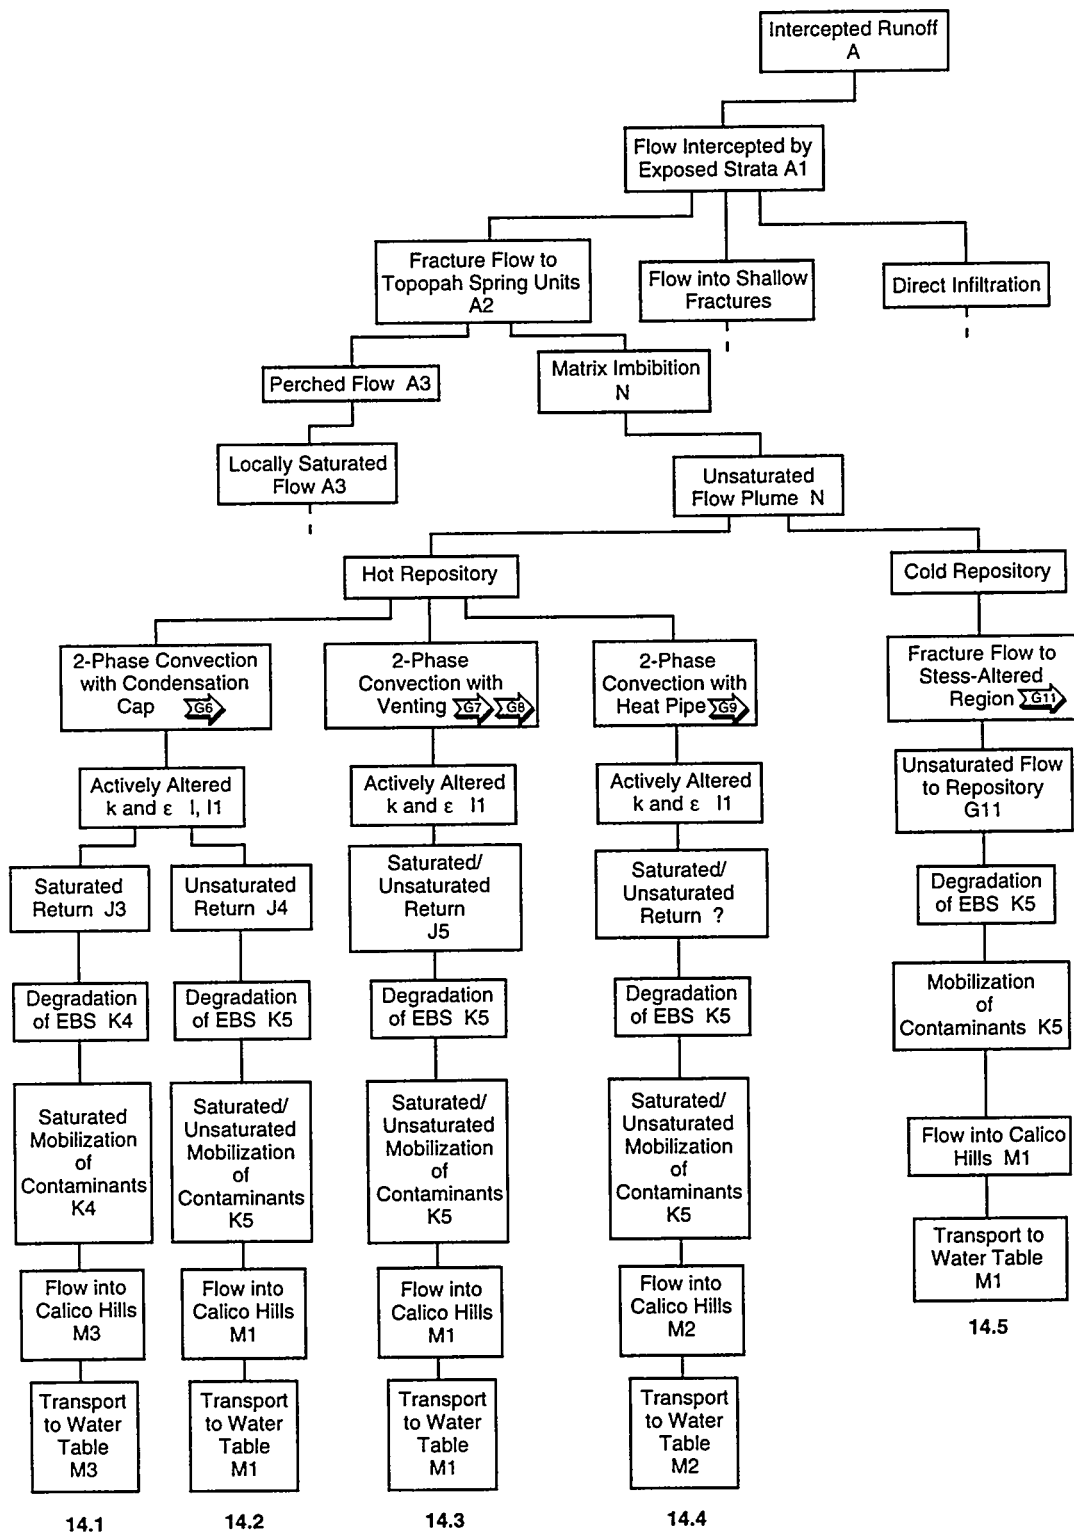 Intercepted Runoff
A
Flow Intercepted by
Exposed Strata A1
Fracture Flow to
Topopah Spring Units
A2
Flow into Shallow
Fractures
Direct Infiltration
Perched Flow A3
Matrix Imbibition
N
Locally Saturated
Flow A3
Unsaturated
Flow Plume N
Hot Repository
Cold Repository
2-Phase Convection
with Condensation
Cap G6
2-Phase
Convection with
Venting G7 G8
2-Phase
Convection with
Heat Pipe G9
Fracture Flow to
Stess-Altered
Region G11
Actively Altered
k and ε I, I1
Actively Altered
k and ε I1
Actively Altered
k and ε I1
Unsaturated Flow
to Repository
G11
Saturated
Return J3
Unsaturated
Return J4
Saturated/
Unsaturated
Return
J5
Saturated/
Unsaturated
Return ?
Degradation
of EBS K5
Degradation
of EBS K4
Degradation
of EBS K5
Degradation
of EBS K5
Degradation
of EBS K5
Mobilization
of
Contaminants K5
Saturated
Mobilization
of
Contaminants
K4
Saturated/
Unsaturated
Mobilization
of
Contaminants
K5
Saturated/
Unsaturated
Mobilization
of
Contaminants
K5
Saturated/
Unsaturated
Mobilization
of
Contaminants
K5
Flow into Calico
Hills M1
Flow into
Calico Hills
M3
Flow into
Calico Hills
M1
Flow into
Calico Hills
M1
Flow into
Calico Hills
M2
Transport to
Water Table
M1
14.5
Transport
to Water
Table
M3
Transport
to Water
Table
M1
Transport
to Water
Table
M1
Transport
to Water
Table
M2
14.1
14.2
14.3
14.4